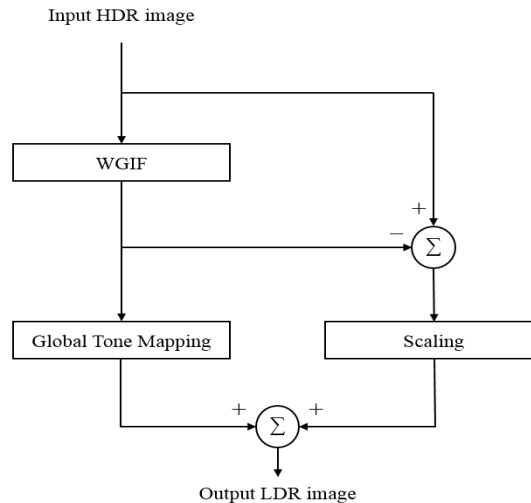 Input HDR image
WGIF
+
−
Σ
Global Tone Mapping
Scaling
+
Σ
+
Output LDR image